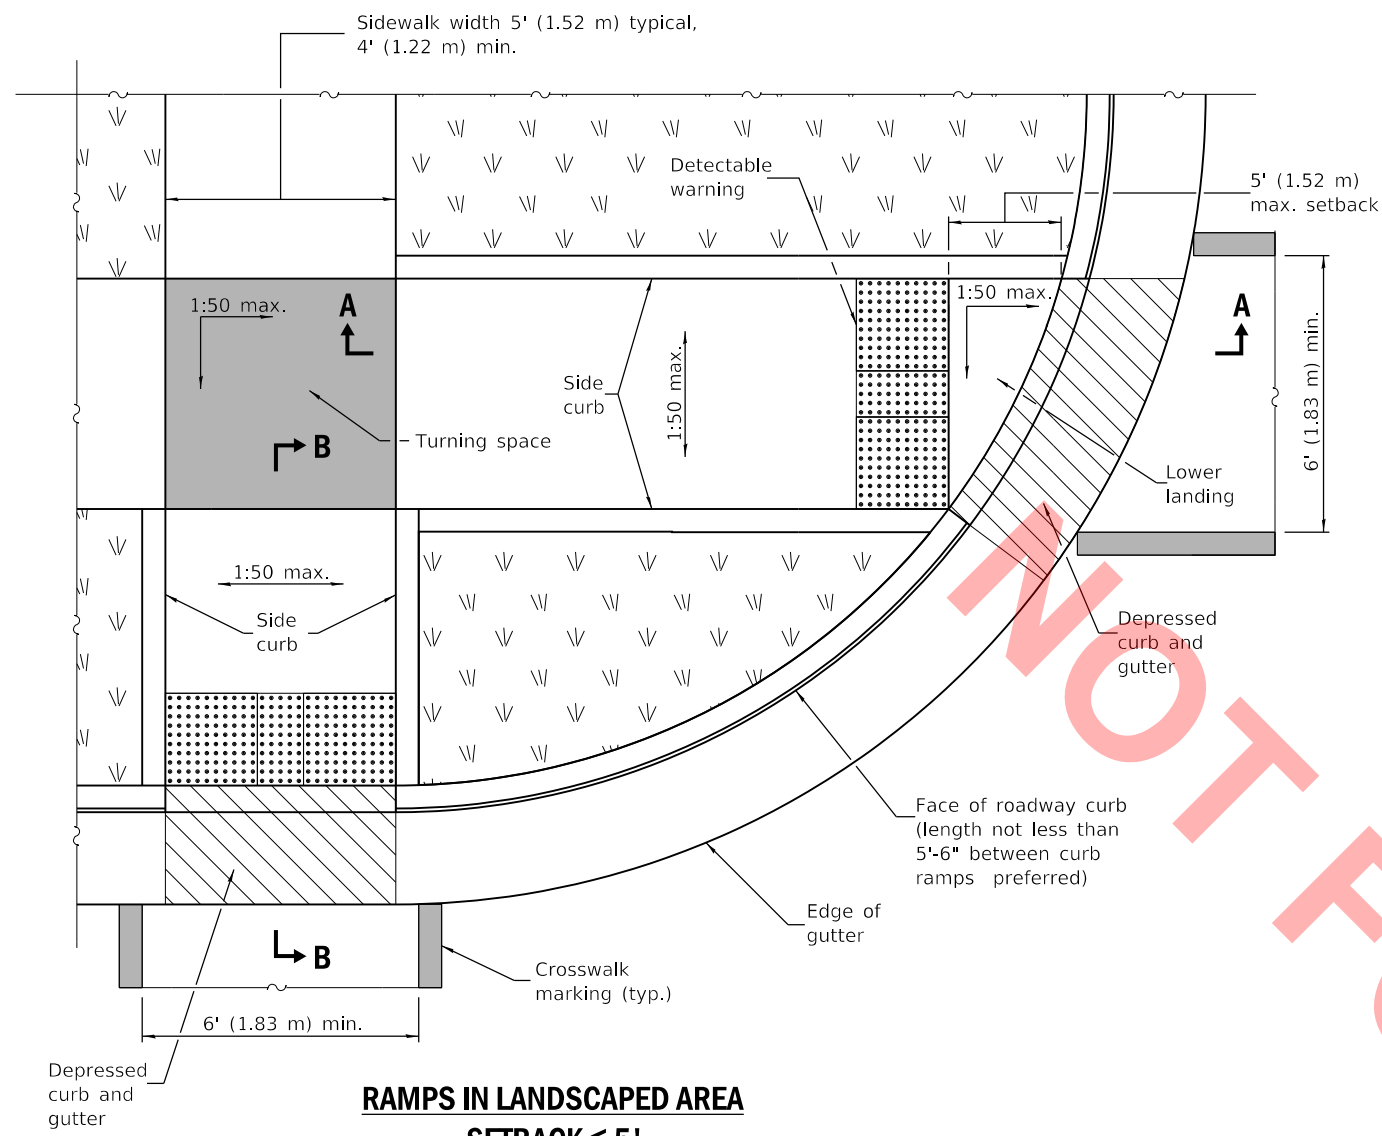 Sidewalk width 5' (1.52 m) typical,
4' (1.22 m) min.
Detectable
warning
5' (1.52 m)
max. setback
1:50 max.
A
1:50 max.
A
Side
curb
1:50 max.
6' (1.83 m) min.
B
Turning space
Lower
landing
1:50 max.
Side
curb
Depressed
curb and
gutter
NOT
Face of roadway curb
(length not less than
5'-6" between curb
ramps preferred)
Edge of
gutter
B
Crosswalk
marking (typ.)
6' (1.83 m) min.
Depressed
curb and
gutter
RAMPS IN LANDSCAPED AREA
SETBACK ≤ 5'